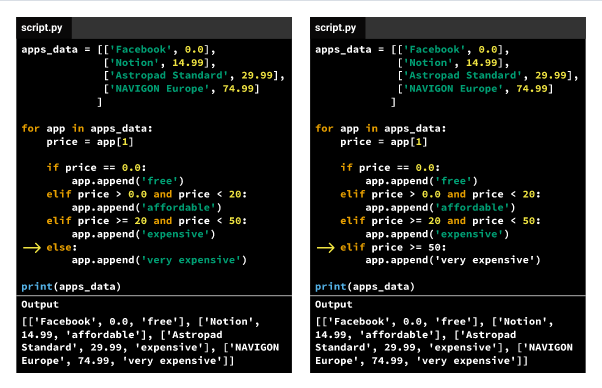 script.py
apps_data = [['Facebook', 0.0],
['Notion', 14.99],
['Astropad Standard', 29.99],
['NAVIGON Europe', 74.99]
]
for app in apps_data:
price = app[1]
if price == 0.0:
app.append('free')
elif price > 0.0 and price < 20:
app.append('affordable')
elif price >= 20 and price < 50:
app.append('expensive')
→ else:
app.append('very expensive')
print(apps_data)
Output
[['Facebook', 0.0, 'free'], ['Notion',
14.99, 'affordable'], ['Astropad
Standard', 29.99, 'expensive'], ['NAVIGON
Europe', 74.99, 'very expensive']]
script.py
apps_data = [['Facebook', 0.0],
['Notion', 14.99],
['Astropad Standard', 29.99],
['NAVIGON Europe', 74.99]
]
for app in apps_data:
price = app[1]
if price == 0.0:
app.append('free')
elif price > 0.0 and price < 20:
app.append('affordable')
elif price >= 20 and price < 50:
app.append('expensive')
→ elif price >= 50:
app.append('very expensive')
print(apps_data)
Output
[['Facebook', 0.0, 'free'], ['Notion',
14.99, 'affordable'], ['Astropad
Standard', 29.99, 'expensive'], ['NAVIGON
Europe', 74.99, 'very expensive']]